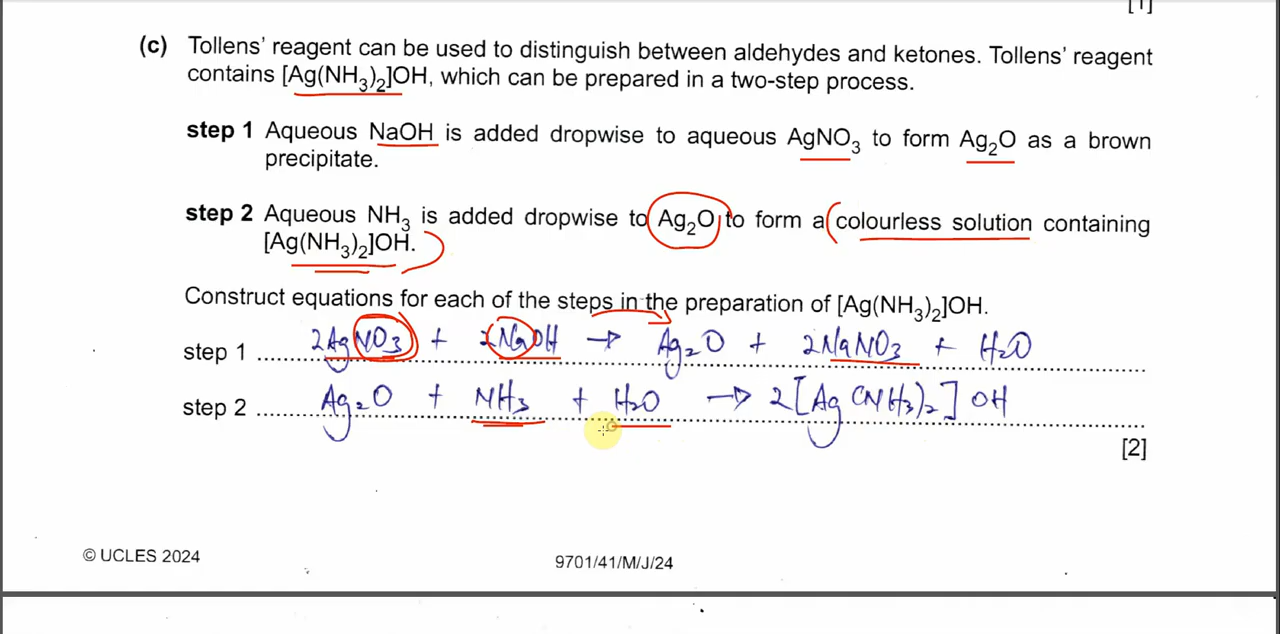 [1]
(c) Tollens' reagent can be used to distinguish between aldehydes and ketones. Tollens' reagent
contains [Ag(NH₃)₂]OH, which can be prepared in a two-step process.
step 1 Aqueous NaOH is added dropwise to aqueous AgNO₃ to form Ag₂O as a brown
precipitate.
step 2 Aqueous NH₃ is added dropwise to Ag₂O to form a colourless solution containing
[Ag(NH₃)₂]OH.
Construct equations for each of the steps in the preparation of [Ag(NH₃)₂]OH.
step 1 2AgNO₃ + 2NaOH → Ag₂O + 2NaNO₃ + H₂O
step 2 Ag₂O + NH₃ + H₂O → 2[Ag(NH₃)₂]OH
[2]
© UCLES 2024 9701/41/M/J/24